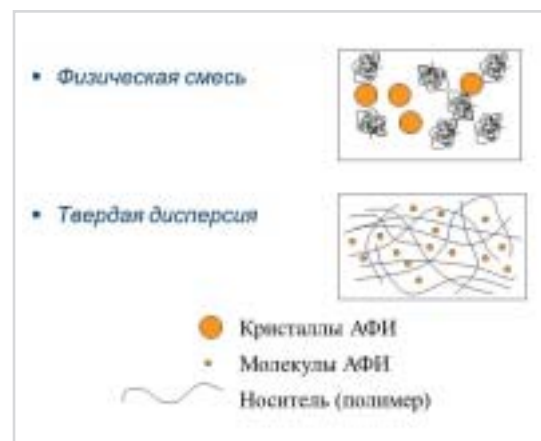 Физическая смесь
Твердая дисперсия
Кристаллы АФИ
Молекулы АФИ
Носитель (полимер)